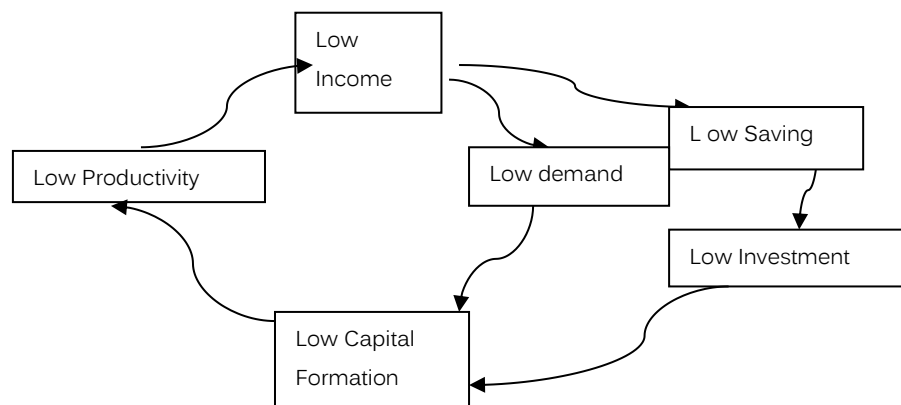 Low
Income
L ow Saving
Low Productivity
Low demand
Low Investment
Low Capital
Formation